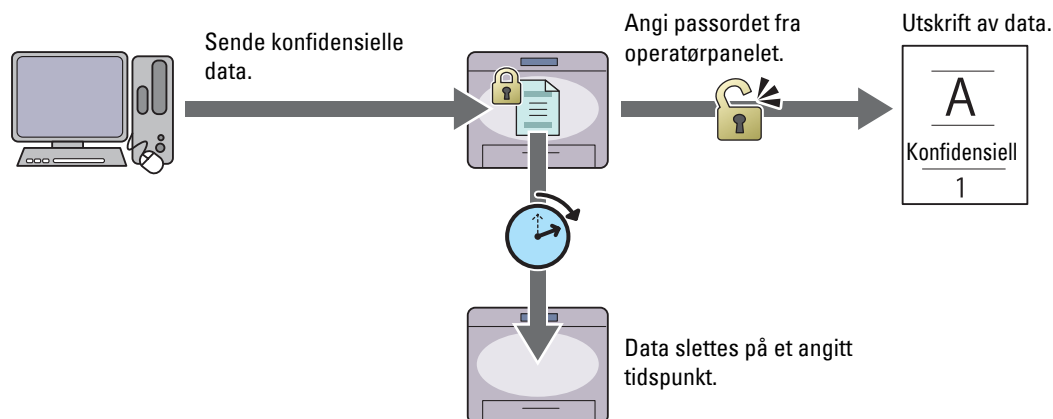 Sende konfidensielle
data.
Angi passordet fra
operatørpanelet.
Utskrift av data.
A
Konfidensiell
1
Data slettes på et angitt
tidspunkt.